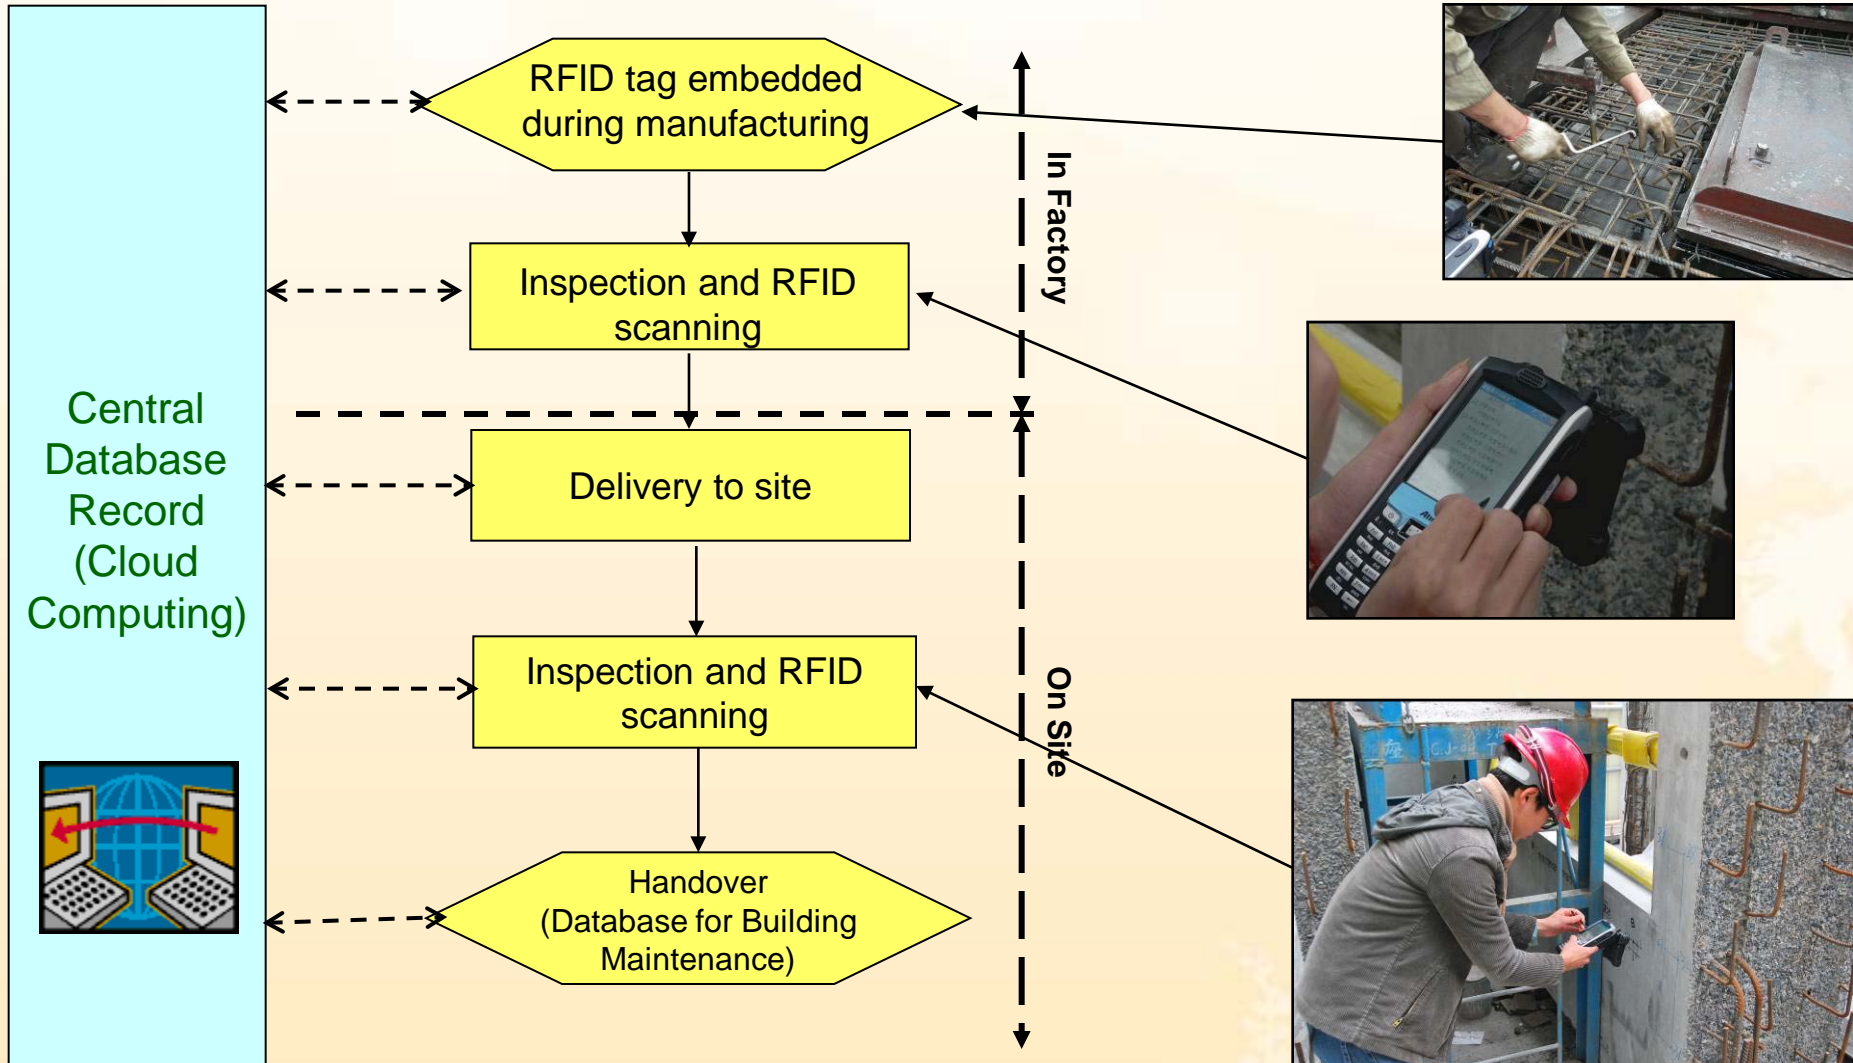 RFID tag embedded
during manufacturing
Inspection and RFID
scanning
Delivery to site
Inspection and RFID
scanning
Handover
(Database for Building
Maintenance)
Central
Database
Record
(Cloud
Computing)
In Factory
On Site